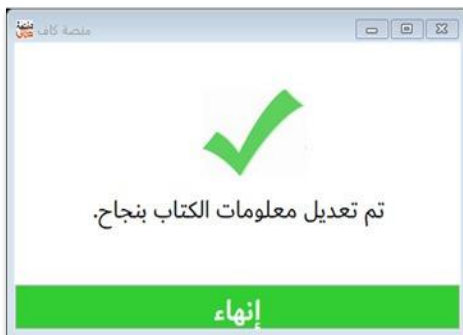 منصة كاف
تم تعديل معلومات الكتاب بنجاح.
إنهاء